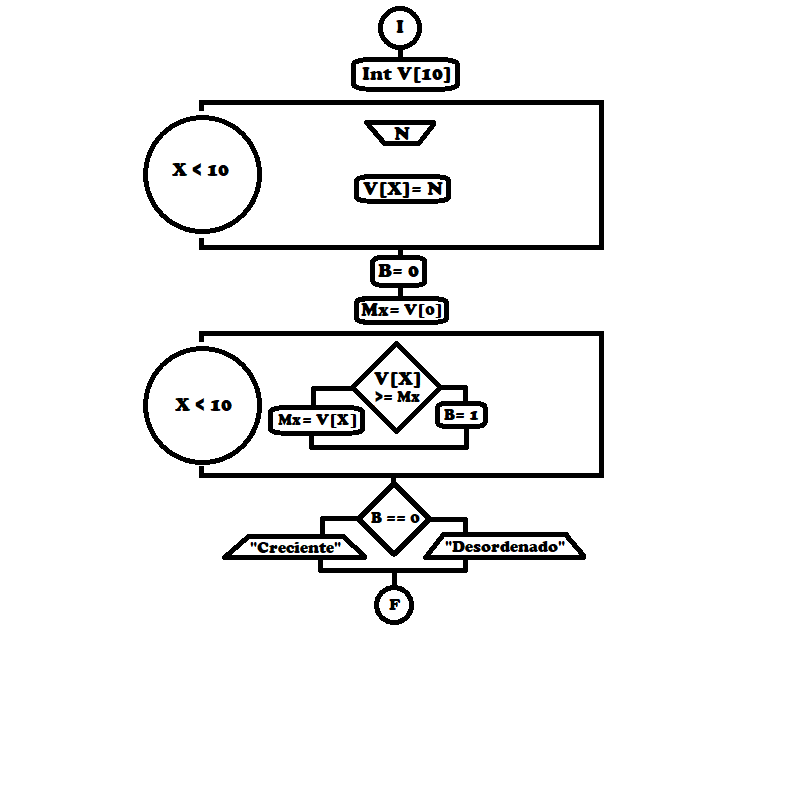 I
Int V[10]
X < 10
N
V[X]= N
B= 0
Mx= V[0]
X < 10
V[X]
>= Mx
Mx= V[X]
B= 1
B == 0
"Creciente"
"Desordenado"
F